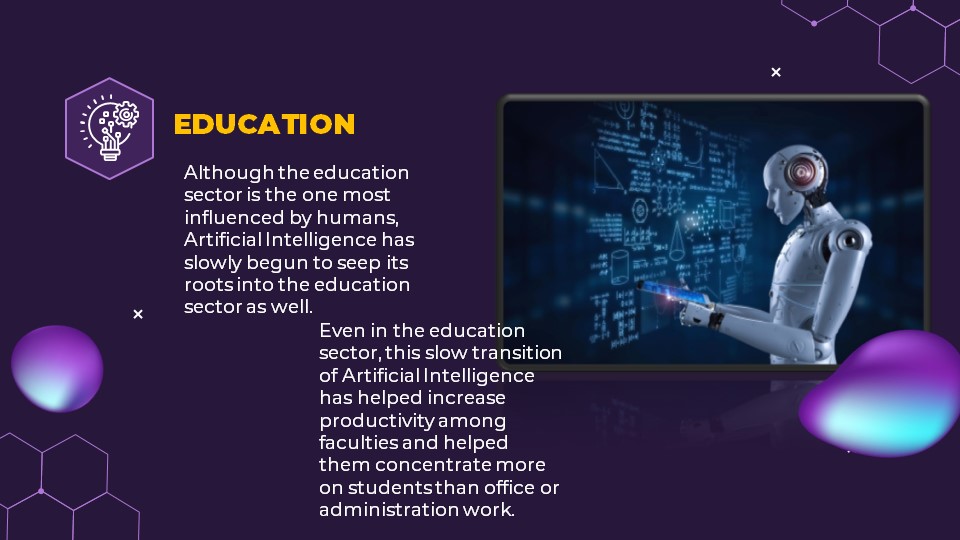 EDUCATION
Although the education
sector is the one most
influenced by humans,
Artificial Intelligence has
slowly begun to seep its
roots into the education
sector as well.
Even in the education
sector, this slow transition
of Artificial Intelligence
has helped increase
productivity among
faculties and helped
them concentrate more
on students than office or
administration work.